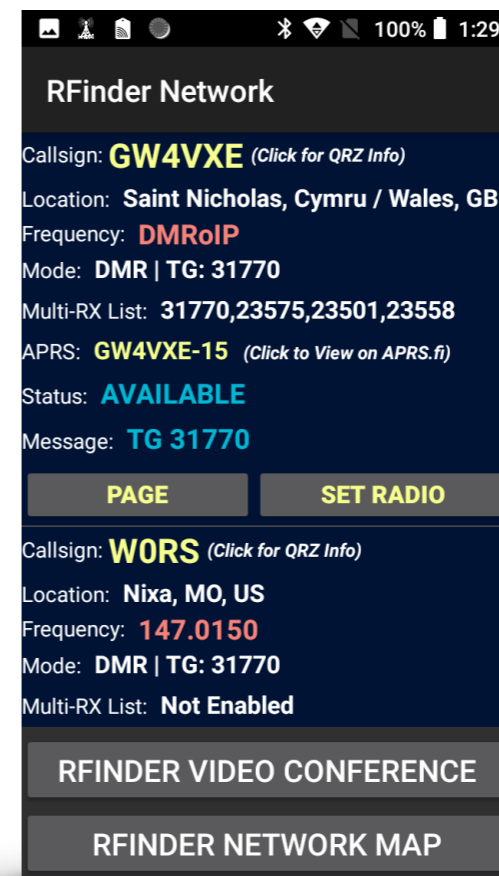 100% 1:29
RFinder Network
Callsign: GW4VXE (Click for QRZ Info)
Location: Saint Nicholas, Cymru / Wales, GB
Frequency: DMRoIP
Mode: DMR | TG: 31770
Multi-RX List: 31770,23575,23501,23558
APRS: GW4VXE-15 (Click to View on APRS.fi)
Status: AVAILABLE
Message: TG 31770
PAGE SET RADIO
Callsign: W0RS (Click for QRZ Info)
Location: Nixa, MO, US
Frequency: 147.0150
Mode: DMR | TG: 31770
Multi-RX List: Not Enabled
RFINDER VIDEO CONFERENCE
RFINDER NETWORK MAP